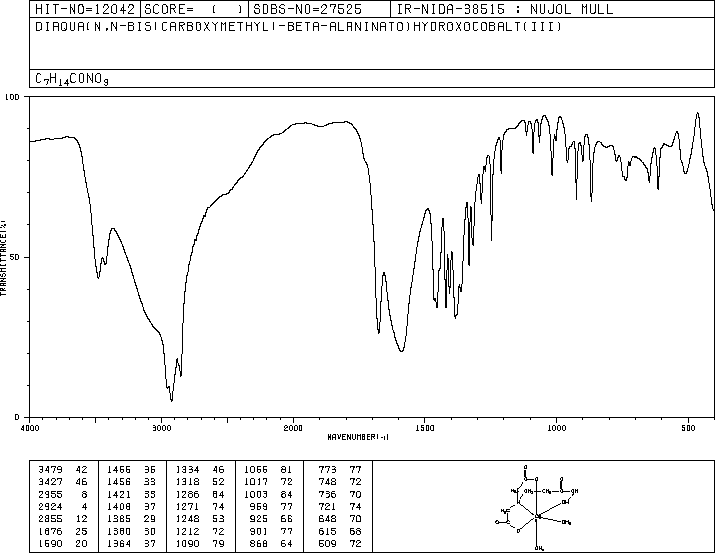 HIT-NO=12042 SCORE= ( ) SDBS-NO=27525 IR-NIDA-38515 : NUJOL MULL
DIAQUA(N,N-BIS(CARBOXYMETHYL)-BETA-ALANINATO)HYDROXOCOBALT(III)
C7H14CONO9
100
TRANSMITTANCE(%)
50
0
4000 3000 2000 1500 1000 500
WAVENUMBER(-1)
3479 42 1466 36 1334 46 1066 81 773 77
3427 46 1456 33 1318 52 1017 72 748 72
2955 8 1421 33 1286 64 1003 84 736 70
2924 4 1408 37 1271 74 959 77 721 74
2855 12 1385 29 1248 53 925 66 648 70
1676 25 1380 30 1212 72 901 77 615 68
1590 20 1364 37 1090 79 868 64 509 72